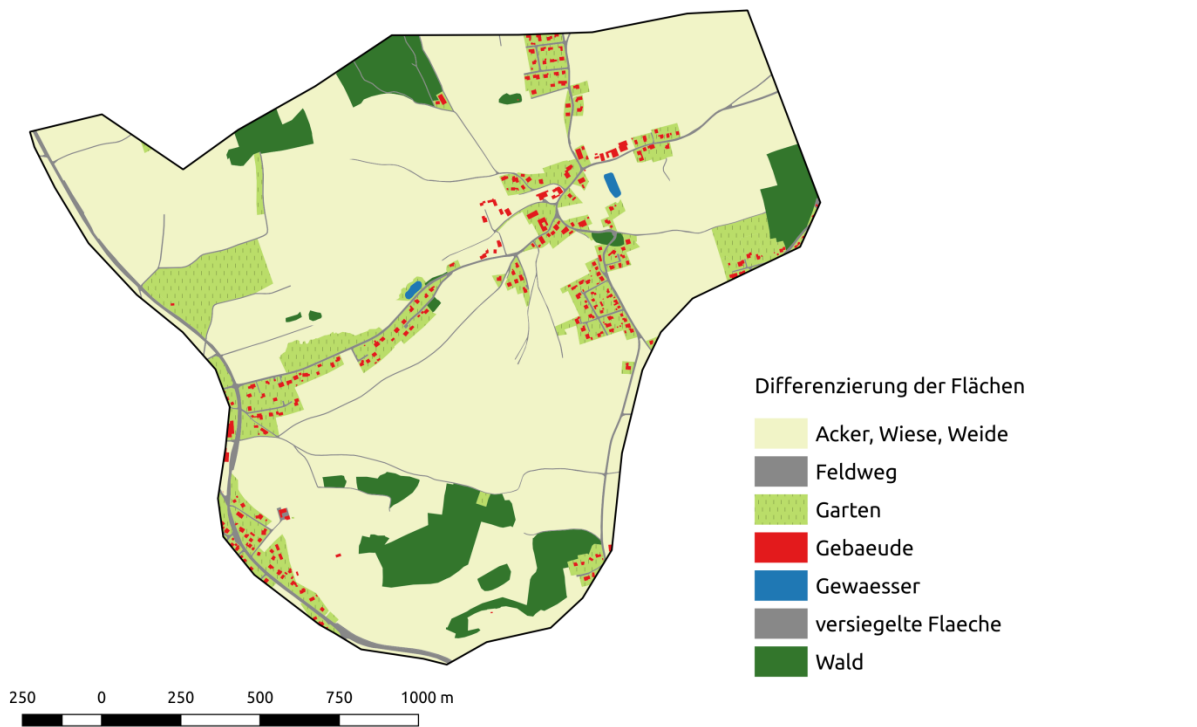 Differenzierung der Flächen
Acker, Wiese, Weide
Feldweg
Garten
Gebaeude
Gewaesser
versiegelte Flaeche
Wald
250 0 250 500 750 1000 m